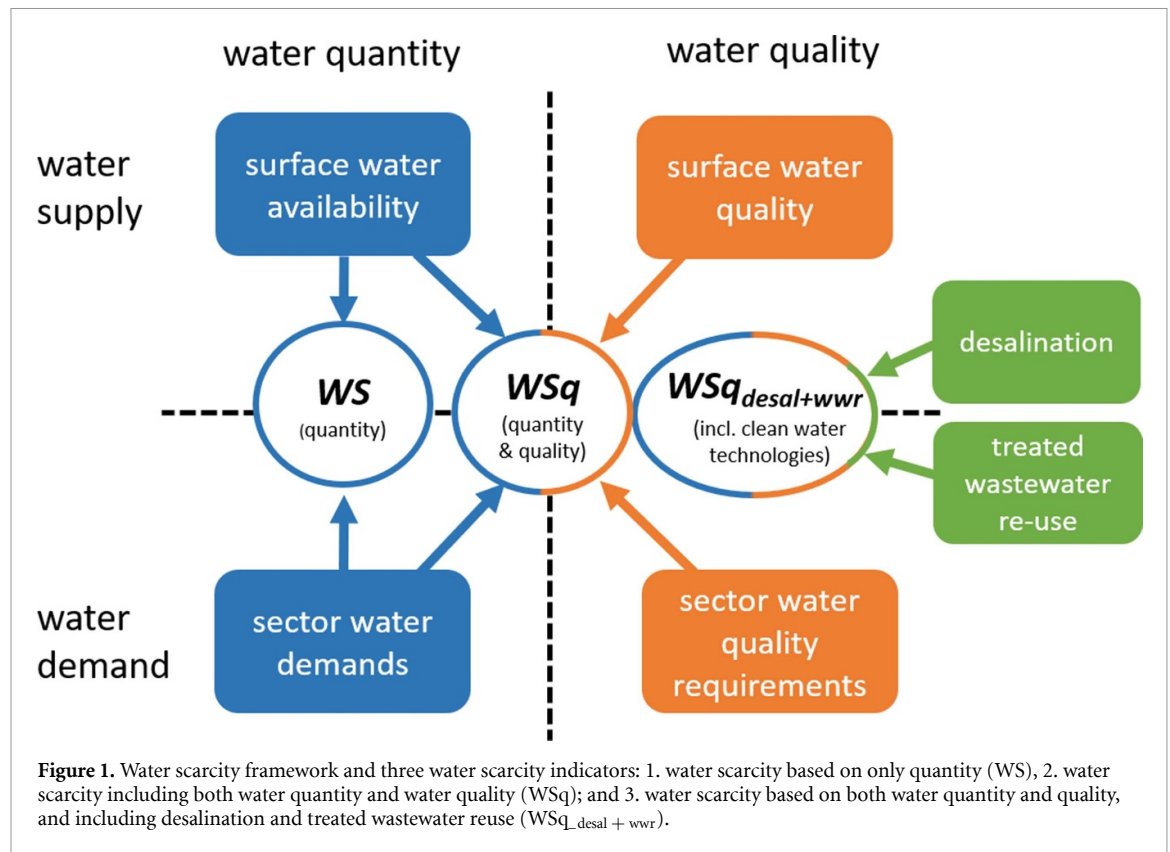 water quantity
water quality
water
supply
surface water
availability
surface water
quality
desalination
WS
(quantity)
WSq
(quantity
& quality)
WSqdesal+wwr
(incl. clean water
technologies)
treated
wastewater
re-use
water
demand
sector water
demands
sector water
quality
requirements
Figure 1. Water scarcity framework and three water scarcity indicators: 1. water scarcity based on only quantity (WS), 2. water
scarcity including both water quantity and water quality (WSq); and 3. water scarcity based on both water quantity and quality,
and including desalination and treated wastewater reuse (WSq_desal + wwr).